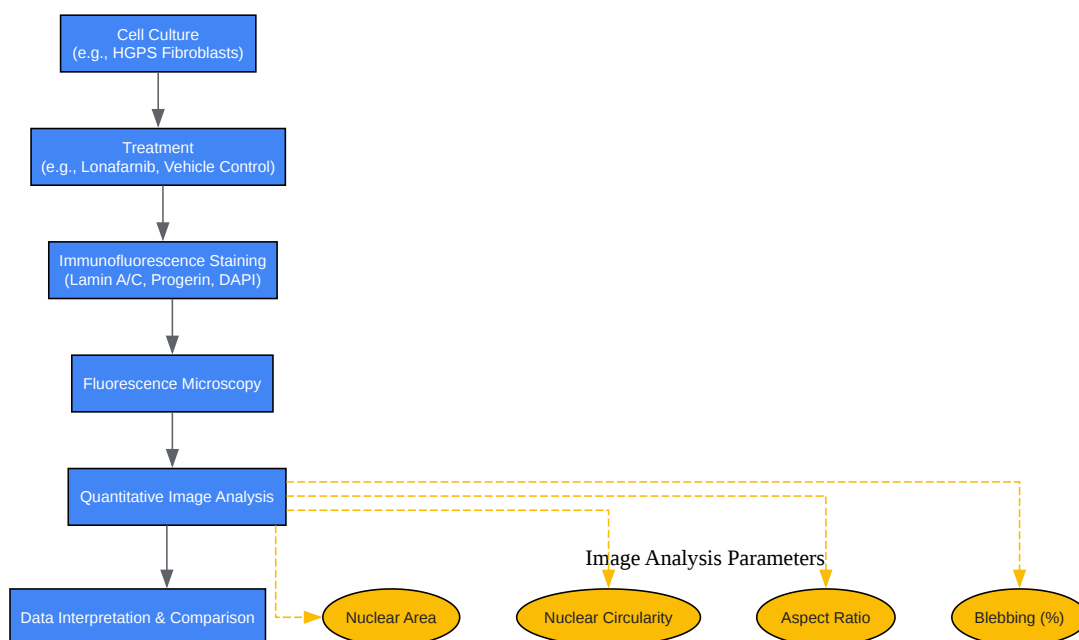 Cell Culture
(e.g., HGPS Fibroblasts)
Treatment
(e.g., Lonafarnib, Vehicle Control)
Immunofluorescence Staining
(Lamin A/C, Progerin, DAPI)
Fluorescence Microscopy
Quantitative Image Analysis
Image Analysis Parameters
Data Interpretation & Comparison
Nuclear Area
Nuclear Circularity
Aspect Ratio
Blebbing (%)